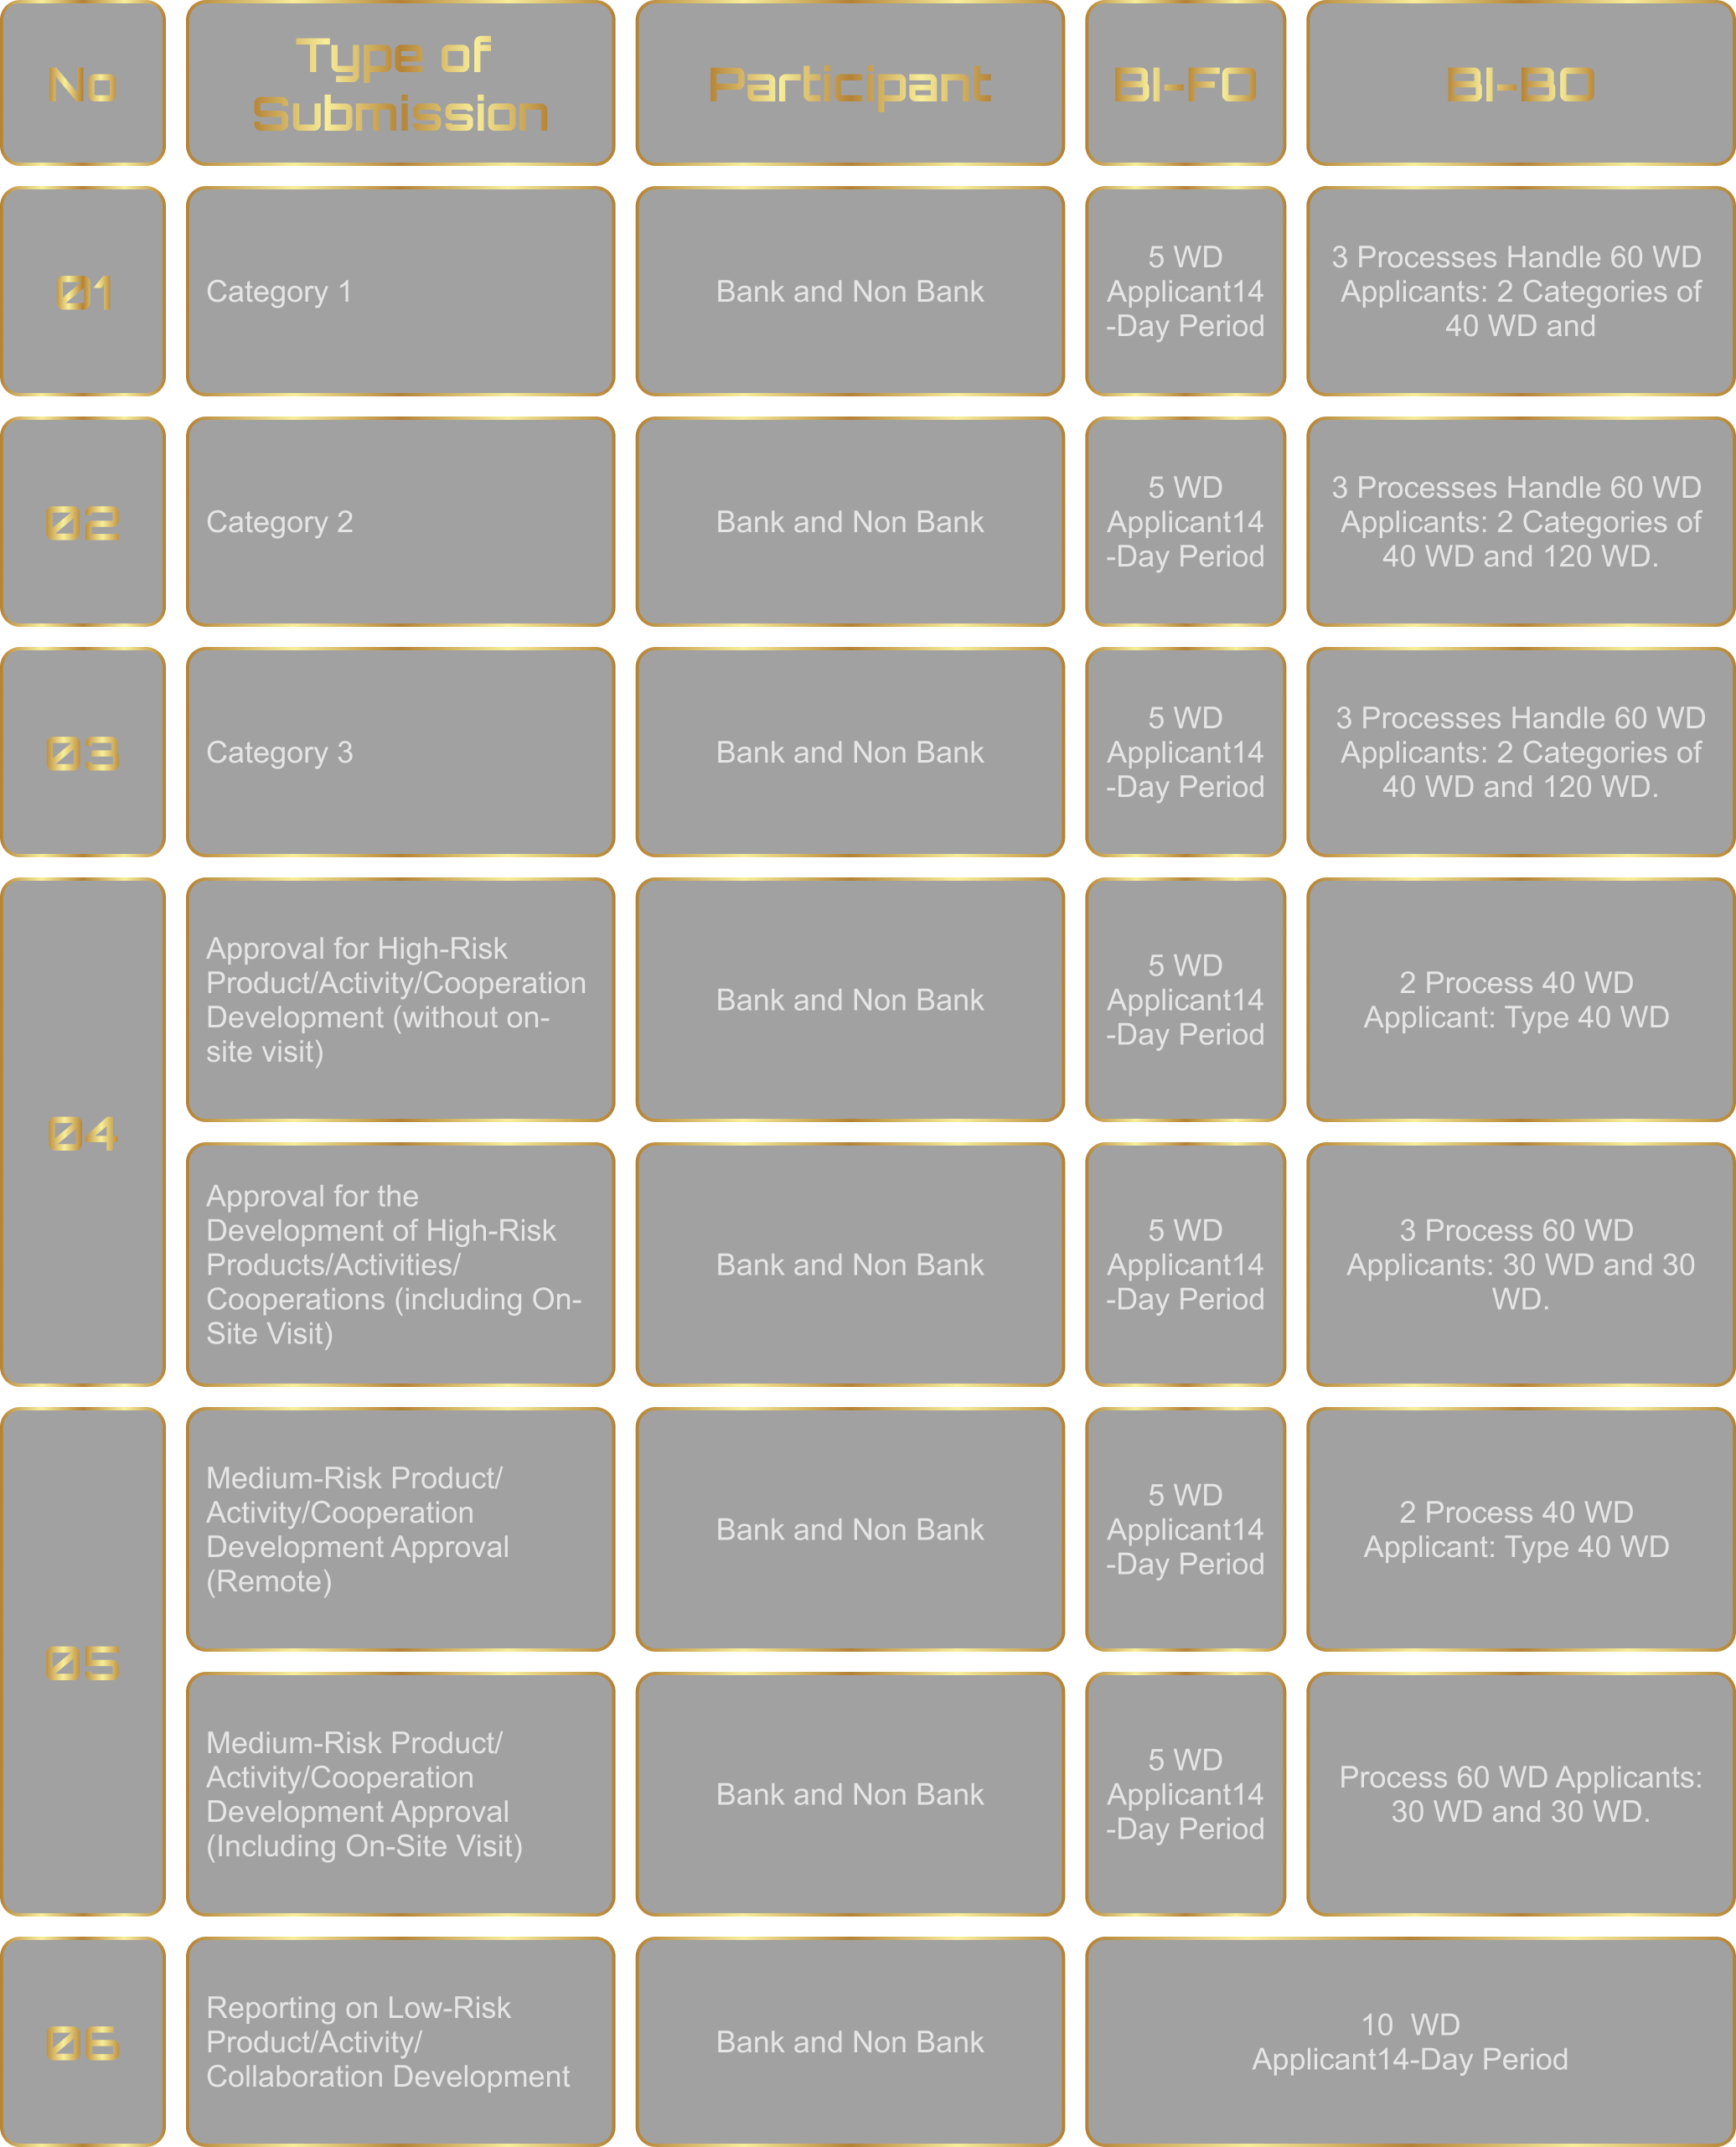 No
Type of
Submission
Participant
BI-FO
BI-BO
01
Category 1
Bank and Non Bank
5 WD
Applicant14
-Day Period
3 Processes Handle 60 WD
Applicants: 2 Categories of
40 WD and
02
Category 2
Bank and Non Bank
5 WD
Applicant14
-Day Period
3 Processes Handle 60 WD
Applicants: 2 Categories of
40 WD and 120 WD.
03
Category 3
Bank and Non Bank
5 WD
Applicant14
-Day Period
3 Processes Handle 60 WD
Applicants: 2 Categories of
40 WD and 120 WD.
04
Approval for High-Risk
Product/Activity/Cooperation
Development (without on-
site visit)
Bank and Non Bank
5 WD
Applicant14
-Day Period
2 Process 40 WD
Applicant: Type 40 WD
Approval for the
Development of High-Risk
Products/Activities/
Cooperations (including On-
Site Visit)
Bank and Non Bank
5 WD
Applicant14
-Day Period
3 Process 60 WD
Applicants: 30 WD and 30
WD.
05
Medium-Risk Product/
Activity/Cooperation
Development Approval
(Remote)
Bank and Non Bank
5 WD
Applicant14
-Day Period
2 Process 40 WD
Applicant: Type 40 WD
Medium-Risk Product/
Activity/Cooperation
Development Approval
(Including On-Site Visit)
Bank and Non Bank
5 WD
Applicant14
-Day Period
Process 60 WD Applicants:
30 WD and 30 WD.
06
Reporting on Low-Risk
Product/Activity/
Collaboration Development
Bank and Non Bank
10 WD
Applicant14-Day Period